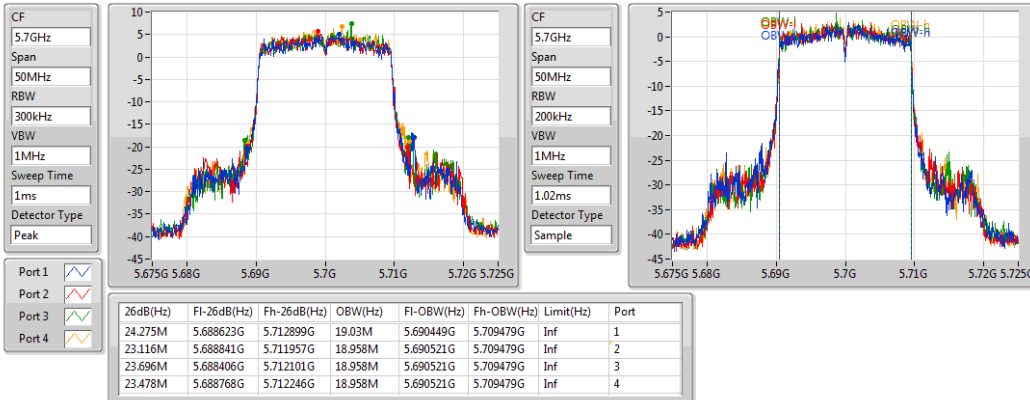 CF
5.7GHz
Span
50MHz
RBW
300kHz
VBW
1MHz
Sweep Time
1ms
Detector Type
Peak
10
5
0
-5
-10
-15
-20
-25
-30
-35
-40
-45
5.675G 5.68G 5.69G 5.7G 5.71G 5.72G 5.725G
CF
5.7GHz
Span
50MHz
RBW
200kHz
VBW
1MHz
Sweep Time
1.02ms
Detector Type
Sample
5
0
-5
-10
-15
-20
-25
-30
-35
-40
-45
5.675G 5.68G 5.69G 5.7G 5.71G 5.72G 5.725G
Port 1
Port 2
Port 3
Port 4
26dB(Hz) Fl-26dB(Hz) Fh-26dB(Hz) OBW(Hz) Fl-OBW(Hz) Fh-OBW(Hz) Limit(Hz) Port
24.275M 5.688623G 5.712899G 19.03M 5.690449G 5.709479G Inf 1
23.116M 5.688841G 5.711957G 18.958M 5.690521G 5.709479G Inf 2
23.696M 5.688406G 5.712101G 18.958M 5.690521G 5.709479G Inf 3
23.478M 5.688768G 5.712246G 18.958M 5.690521G 5.709479G Inf 4